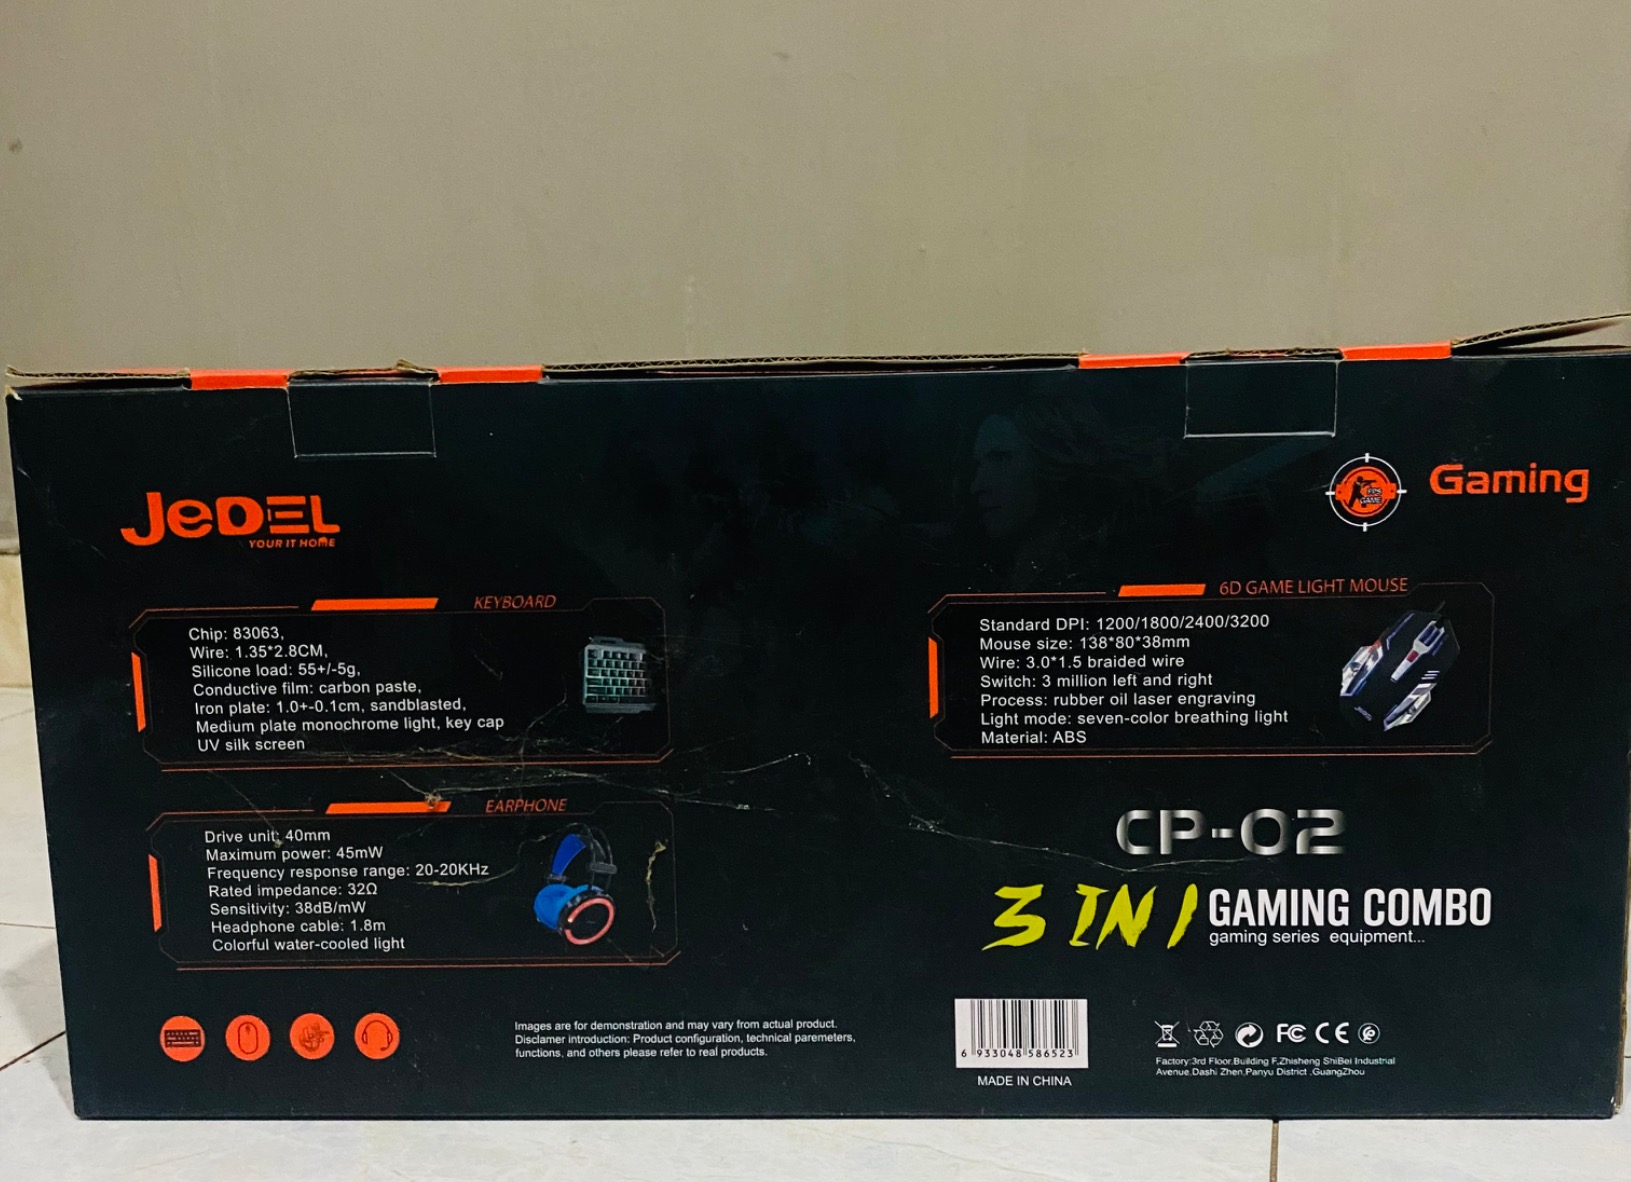 JEDEL
YOUR IT HOME
FPS
GAME
Gaming
KEYBOARD
Chip: 83063,
Wire: 1.35*2.8CM,
Silicone load: 55+/-5g,
Conductive film: carbon paste,
Iron plate: 1.0+-0.1cm, sandblasted,
Medium plate monochrome light, key cap
UV silk screen
6D GAME LIGHT MOUSE
Standard DPI: 1200/1800/2400/3200
Mouse size: 138*80*38mm
Wire: 3.0*1.5 braided wire
Switch: 3 million left and right
Process: rubber oil laser engraving
Light mode: seven-color breathing light
Material: ABS
EARPHONE
Drive unit: 40mm
Maximum power: 45mW
Frequency response range: 20-20KHz
Rated impedance: 32Ω
Sensitivity: 38dB/mW
Headphone cable: 1.8m
Colorful water-cooled light
CP-02
3 IN 1 GAMING COMBO
gaming series equipment...
Images are for demonstration and may vary from actual product.
Disclamer introduction: Product configuration, technical paremeters,
functions, and others please refer to real products.
6 933048 586523
MADE IN CHINA
FC CE
Factory:3rd Floor,Building F,Zhisheng ShiBei Industrial
Avenue,Dashi Zhen,Panyu District ,GuangZhou